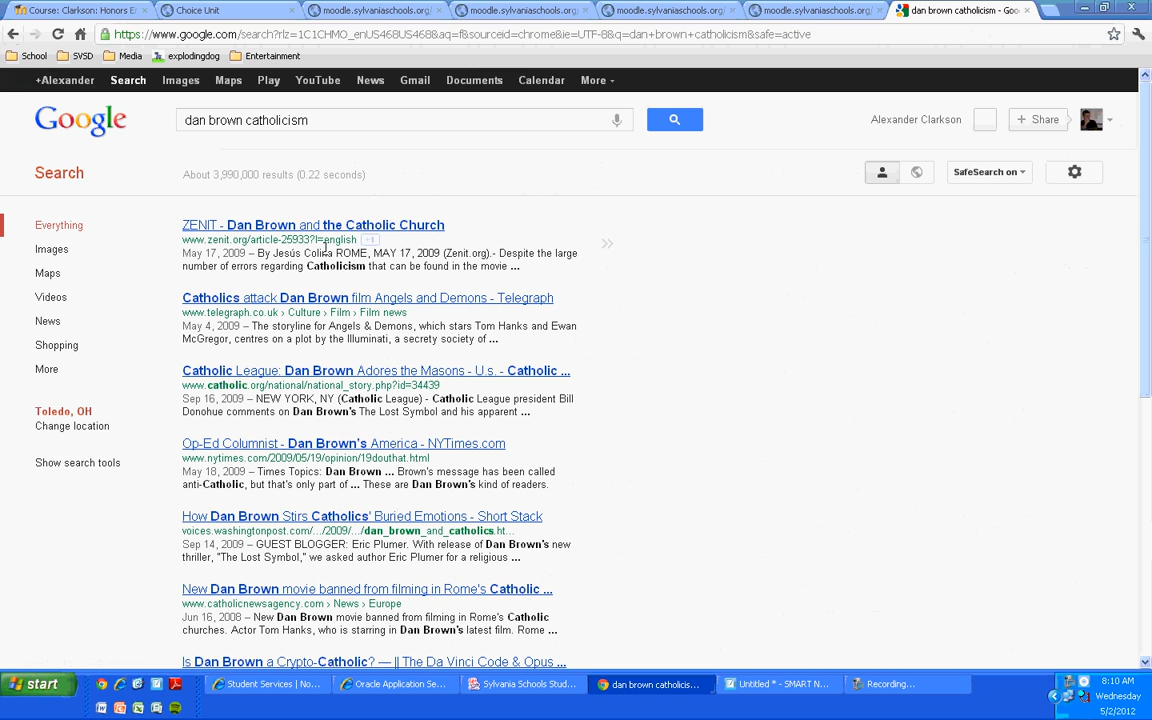 Course: Clarkson: Honors E
Choice Unit
moodle.sylvaniaschools.org/
moodle.sylvaniaschools.org/
moodle.sylvaniaschools.org/
moodle.sylvaniaschools.org/
dan brown catholicism - Goo
https://www.google.com/search?rlz=1C1CHMO_enUS468US468&aq=f&sourceid=chrome&ie=UTF-8&q=dan+brown+catholicism&safe=active
School SVSD Media explodingdog Entertainment
+Alexander Search Images Maps Play YouTube News Gmail Documents Calendar More
Google
dan brown catholicism
Alexander Clarkson
+ Share
Search
About 3,990,000 results (0.22 seconds)
SafeSearch on
Everything
Images
Maps
Videos
News
Shopping
More
Toledo, OH
Change location
Show search tools
ZENIT - Dan Brown and the Catholic Church
www.zenit.org/article-25933?l=english +1
May 17, 2009 – By Jesús Colina ROME, MAY 17, 2009 (Zenit.org).- Despite the large
number of errors regarding Catholicism that can be found in the movie ...
Catholics attack Dan Brown film Angels and Demons - Telegraph
www.telegraph.co.uk › Culture › Film › Film news
May 4, 2009 – The storyline for Angels & Demons, which stars Tom Hanks and Ewan
McGregor, centres on a plot by the Illuminati, a secrety society of ...
Catholic League: Dan Brown Adores the Masons - U.s. - Catholic ...
www.catholic.org/national/national_story.php?id=34439
Sep 16, 2009 – NEW YORK, NY (Catholic League) - Catholic League president Bill
Donohue comments on Dan Brown's The Lost Symbol and his apparent ...
Op-Ed Columnist - Dan Brown's America - NYTimes.com
www.nytimes.com/2009/05/19/opinion/19douthat.html
May 18, 2009 – Times Topics: Dan Brown ... Brown's message has been called
anti-Catholic, but that's only part of ... These are Dan Brown's kind of readers.
How Dan Brown Stirs Catholics' Buried Emotions - Short Stack
voices.washingtonpost.com/.../2009/.../dan_brown_and_catholics.ht...
Sep 14, 2009 – GUEST BLOGGER: Eric Plumer. With release of Dan Brown's new
thriller, "The Lost Symbol," we asked author Eric Plumer for a religious ...
New Dan Brown movie banned from filming in Rome's Catholic ...
www.catholicnewsagency.com › News › Europe
Jun 16, 2008 – New Dan Brown movie banned from filming in Rome's Catholic
churches. Actor Tom Hanks, who is starring in Dan Brown's latest film. Rome ...
Is Dan Brown a Crypto-Catholic? — || The Da Vinci Code & Opus ...
start
Student Services | No...
Oracle Application Se...
Sylvania Schools Stud...
dan brown catholicis...
Untitled * - SMART N...
Recording...
8:10 AM
Wednesday
5/2/2012